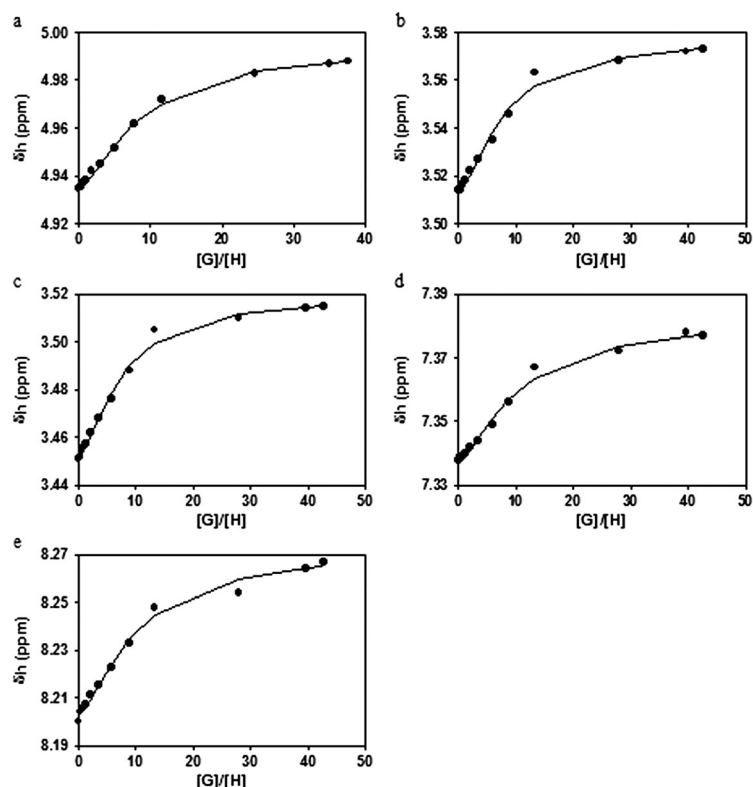 a
5.00
4.98
4.96
4.94
4.92
δh (ppm)
0 10 20 30 40
[G]/[H]
b
3.58
3.56
3.54
3.52
3.50
δh (ppm)
0 10 20 30 40 50
[G]/[H]
c
3.52
3.50
3.48
3.46
3.44
δh (ppm)
0 10 20 30 40 50
[G]/[H]
d
7.39
7.37
7.35
7.33
δh (ppm)
0 10 20 30 40 50
[G]/[H]
e
8.27
8.25
8.23
8.21
8.19
δh (ppm)
0 10 20 30 40 50
[G]/[H]